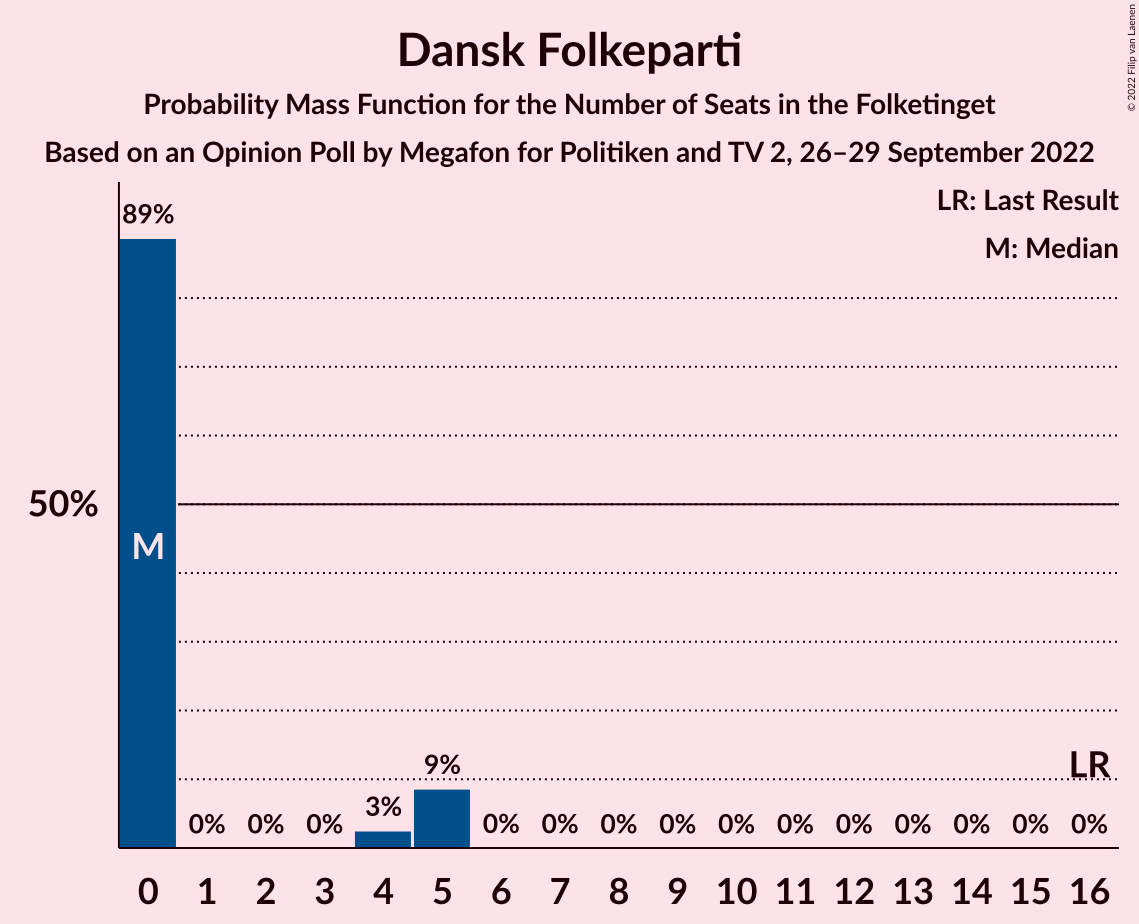 Dansk Folkeparti
Probability Mass Function for the Number of Seats in the Folketinget
Based on an Opinion Poll by Megafon for Politiken and TV 2, 26–29 September 2022
© 2022 Filip van Laenen
LR: Last Result
M: Median
89%
50%
M
LR
9%
3%
0% 0% 0% 0% 0% 0% 0% 0% 0% 0% 0% 0% 0% 0%
0 1 2 3 4 5 6 7 8 9 10 11 12 13 14 15 16